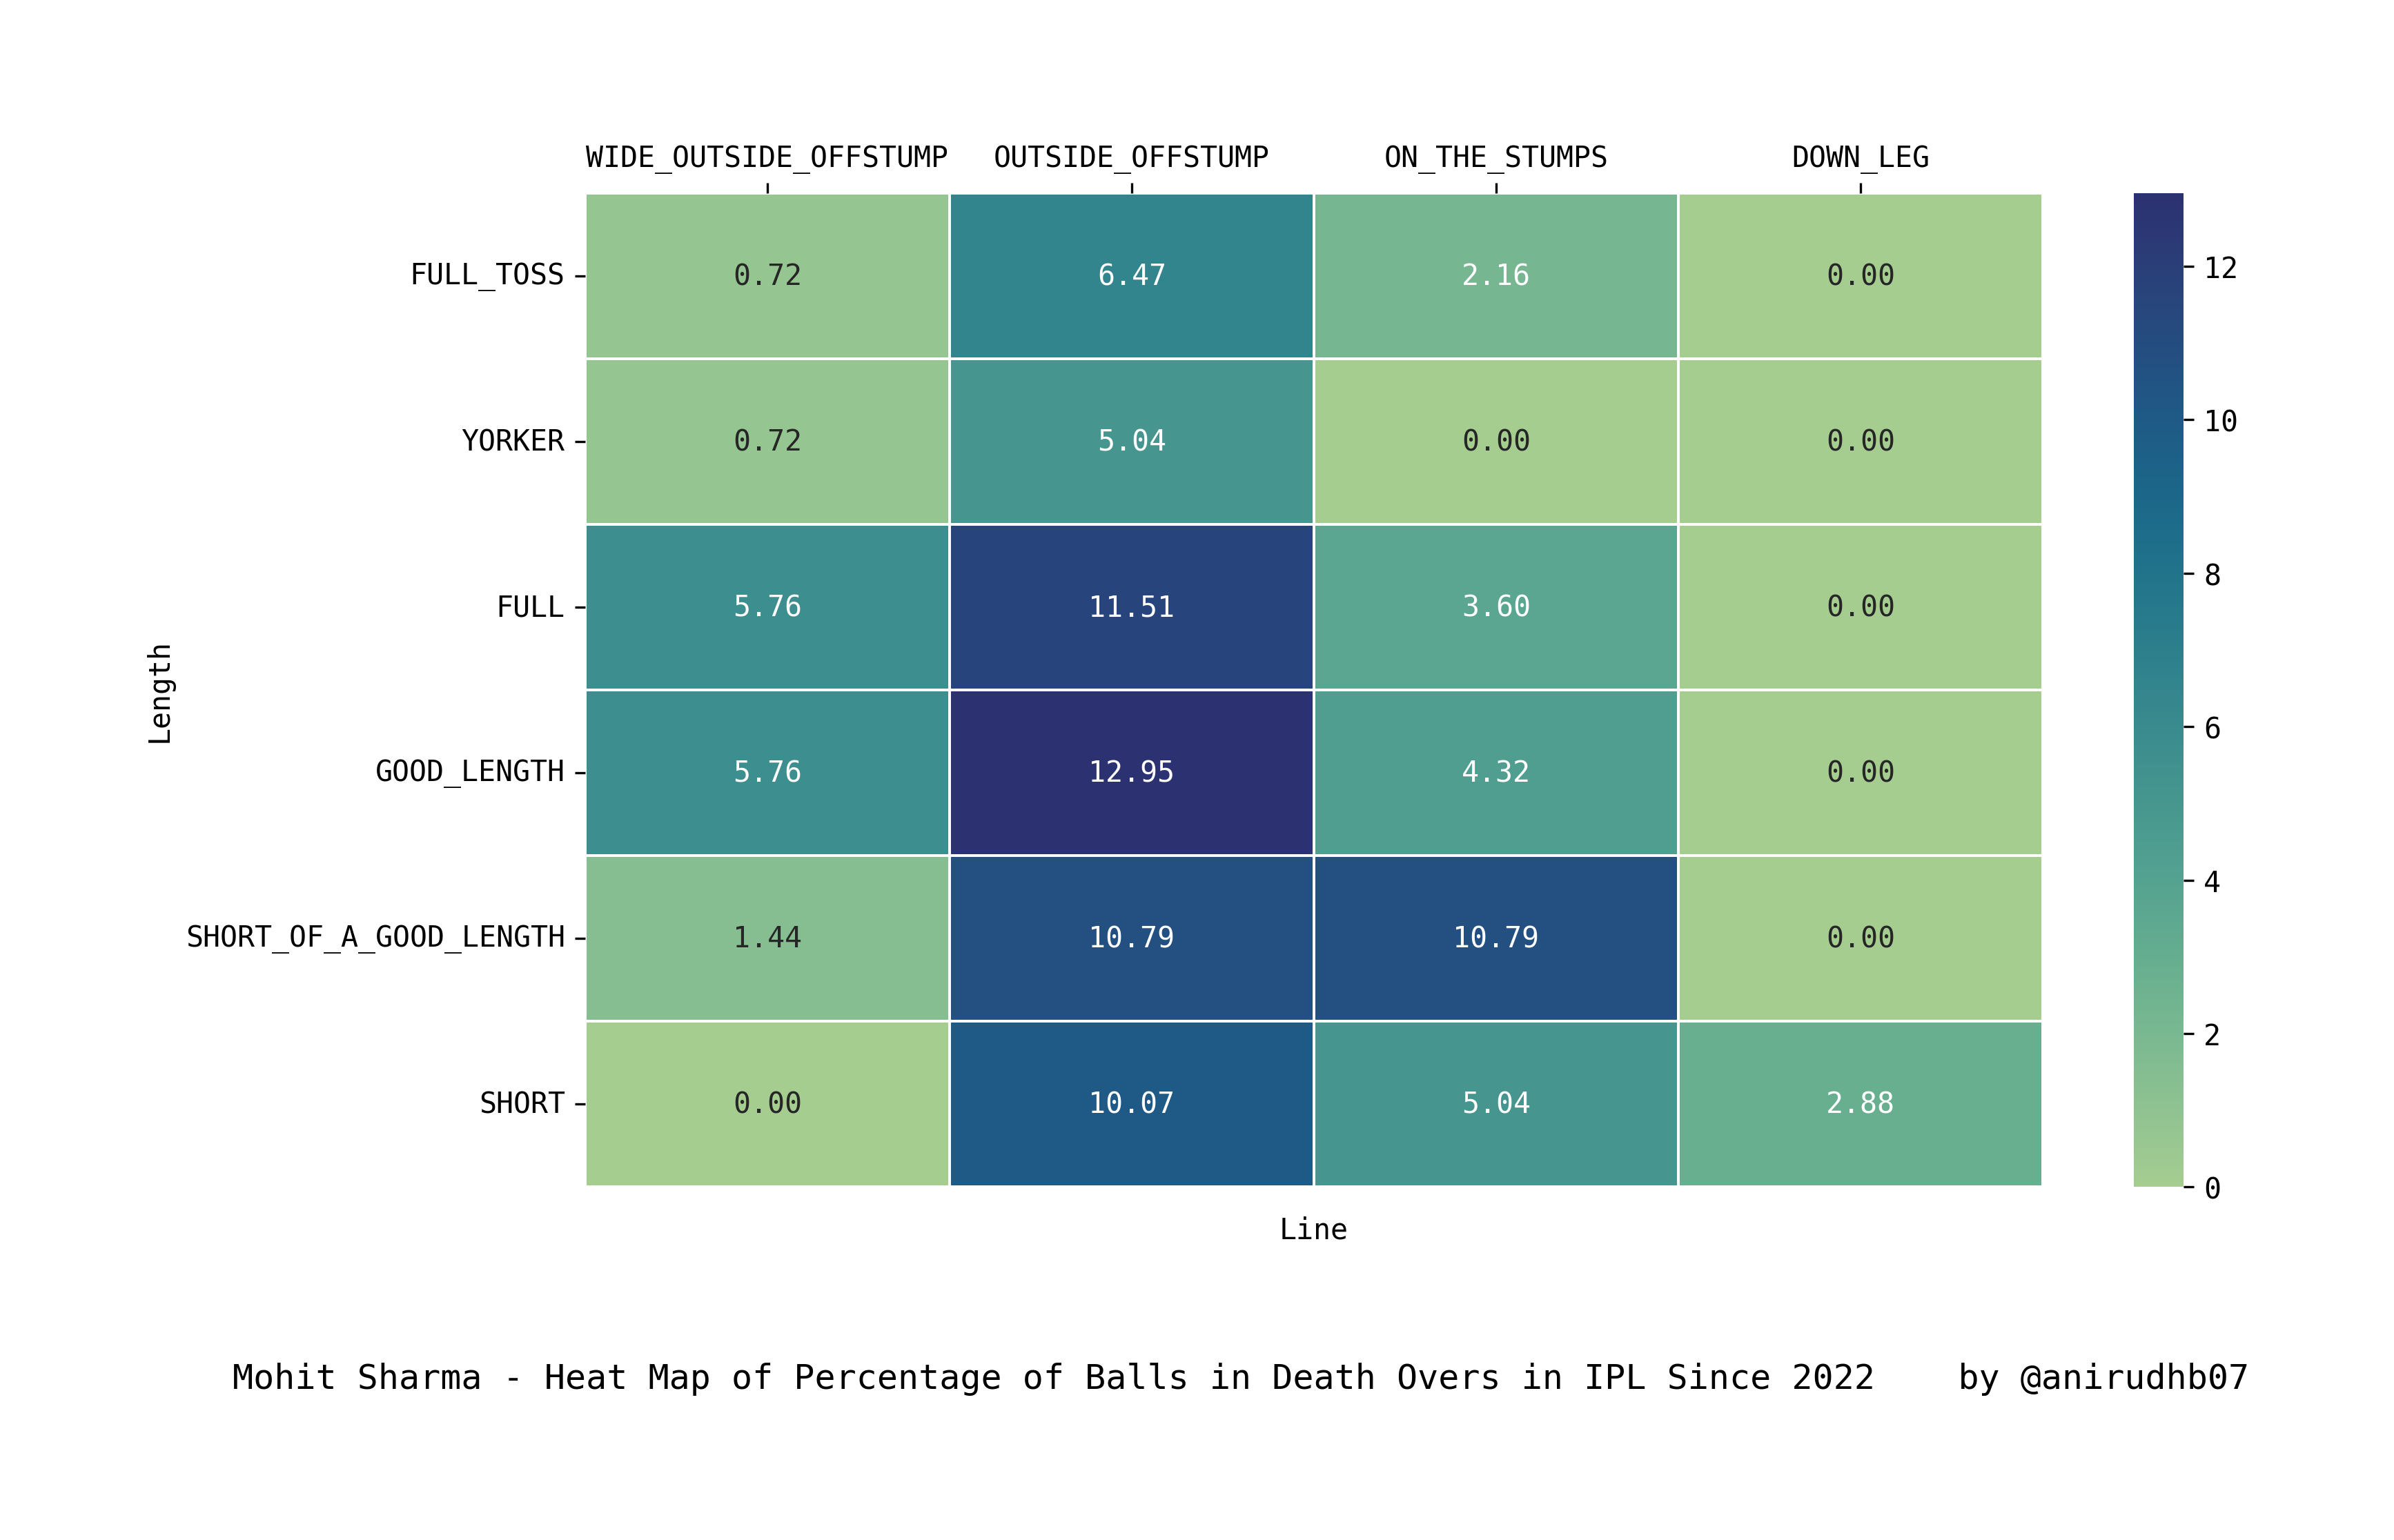 WIDE_OUTSIDE_OFFSTUMP OUTSIDE_OFFSTUMP ON_THE_STUMPS DOWN_LEG
FULL_TOSS 0.72 6.47 2.16 0.00
YORKER 0.72 5.04 0.00 0.00
FULL 5.76 11.51 3.60 0.00
GOOD_LENGTH 5.76 12.95 4.32 0.00
SHORT_OF_A_GOOD_LENGTH 1.44 10.79 10.79 0.00
SHORT 0.00 10.07 5.04 2.88
Length
Line
12
10
8
6
4
2
0
Mohit Sharma - Heat Map of Percentage of Balls in Death Overs in IPL Since 2022 by @anirudhb07